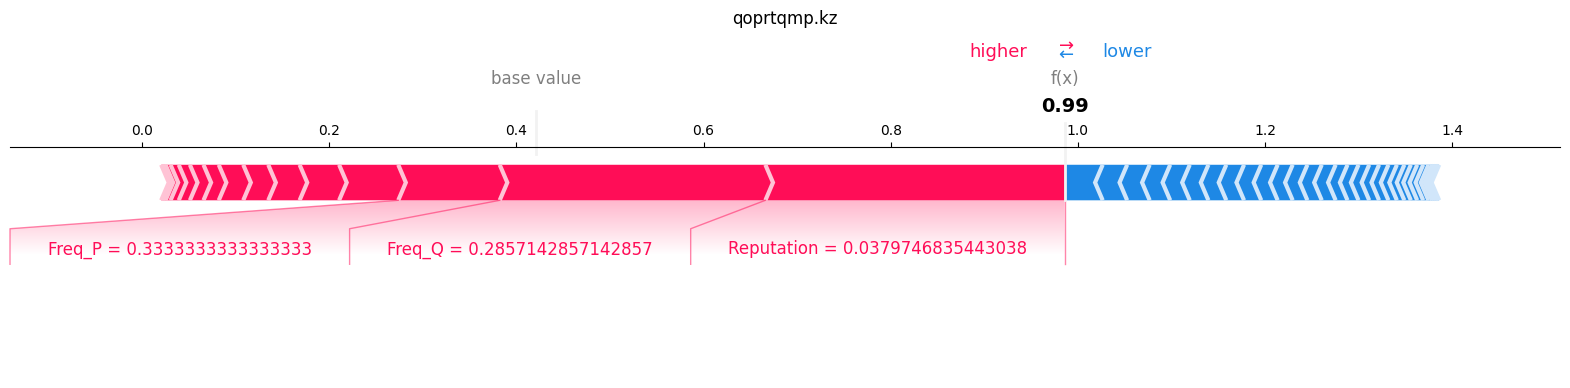 qoprtqmp.kz
higher ⇄ lower
base value f(x)
0.99
0.0 0.2 0.4 0.6 0.8 1.0 1.2 1.4
Freq_P = 0.3333333333333333 Freq_Q = 0.2857142857142857 Reputation = 0.0379746835443038